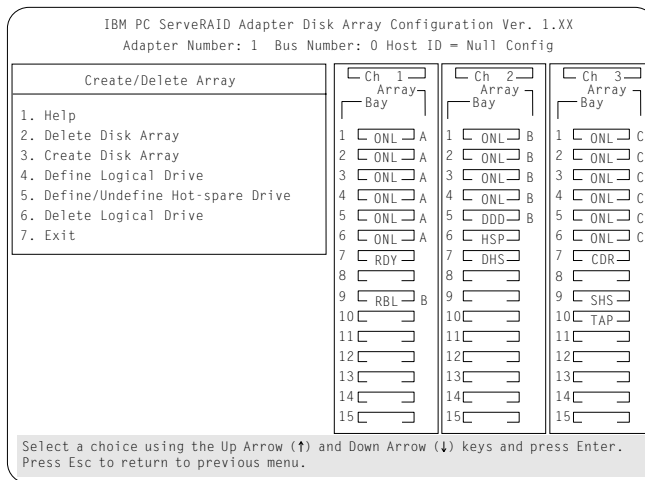 IBM PC ServeRAID Adapter Disk Array Configuration Ver. 1.XX
Adapter Number: 1 Bus Number: 0 Host ID = Null Config
Create/Delete Array
1. Help
2. Delete Disk Array
3. Create Disk Array
4. Define Logical Drive
5. Define/Undefine Hot-spare Drive
6. Delete Logical Drive
7. Exit
Ch 1
Array
Bay
1 ONL A
2 ONL A
3 ONL A
4 ONL A
5 ONL A
6 ONL A
7 RDY
8
9 RBL B
10
11
12
13
14
15
Ch 2
Array
Bay
1 ONL B
2 ONL B
3 ONL B
4 ONL B
5 DDD B
6 HSP
7 DHS
8
9
10
11
12
13
14
15
Ch 3
Array
Bay
1 ONL C
2 ONL C
3 ONL C
4 ONL C
5 ONL C
6 ONL C
7 CDR
8
9 SHS
10 TAP
11
12
13
14
15
Select a choice using the Up Arrow (↑) and Down Arrow (↓) keys and press Enter.
Press Esc to return to previous menu.